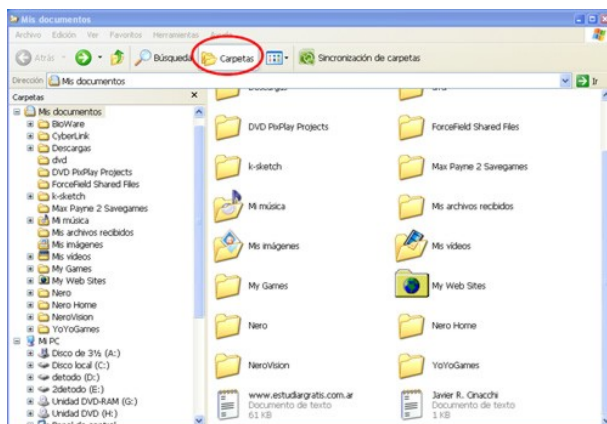 Mis documentos
Archivo Edición Ver Favoritos Herramientas Ayuda
Atrás Búsqueda Carpetas Sincronización de carpetas
Dirección Mis documentos Ir
Carpetas
Mis documentos
BioWare
CyberLink
Descargas
dvd
DVD PixPlay Projects
ForceField Shared Files
k-sketch
Max Payne 2 Savegames
Mi música
Mis archivos recibidos
Mis imágenes
Mis vídeos
My Games
My Web Sites
Nero
Nero Home
NeroVision
YoYoGames
Mi PC
Disco de 3½ (A:)
Disco local (C:)
detodo (D:)
2detodo (E:)
Unidad DVD-RAM (G:)
Unidad DVD (H:)
Panel de control
Descargas dvd
DVD PixPlay Projects ForceField Shared Files
k-sketch Max Payne 2 Savegames
Mi música Mis archivos recibidos
Mis imágenes Mis vídeos
My Games My Web Sites
Nero Nero Home
NeroVision YoYoGames
www.estudiargratis.com.ar Javier R. Cinacchi
Documento de texto Documento de texto
61 KB 1 KB